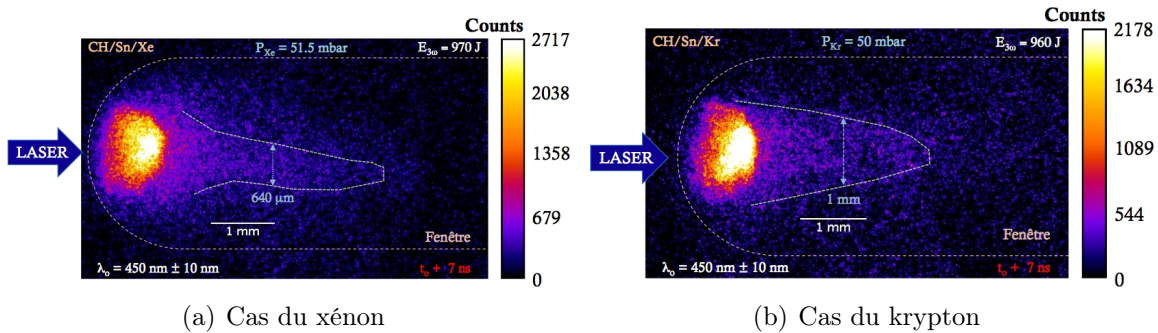 Counts
CH/Sn/Xe
P_Xe = 51.5 mbar
E_3ω = 970 J
2717
2038
1358
679
0
LASER
640 µm
1 mm
Fenêtre
λ_o = 450 nm ± 10 nm
t_o + 7 ns
(a) Cas du xénon
Counts
CH/Sn/Kr
P_Kr = 50 mbar
E_3ω = 960 J
2178
1634
1089
544
0
LASER
1 mm
1 mm
Fenêtre
λ_o = 450 nm ± 10 nm
t_o + 7 ns
(b) Cas du krypton